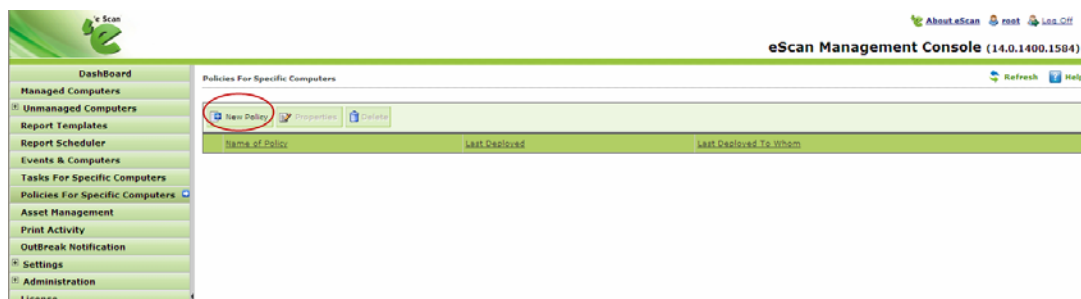 e Scan
About eScan root Log Off
eScan Management Console (14.0.1400.1584)
DashBoard
Managed Computers
Unmanaged Computers
Report Templates
Report Scheduler
Events & Computers
Tasks For Specific Computers
Policies For Specific Computers
Asset Management
Print Activity
OutBreak Notification
Settings
Administration
License
Policies For Specific Computers
Refresh Help
New Policy Properties Delete
Name of Policy Last Deployed Last Deployed To Whom